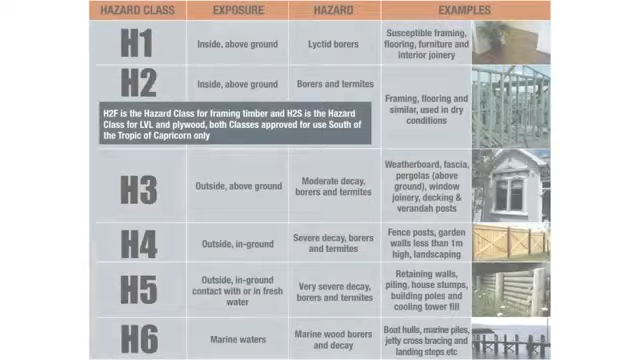 HAZARD CLASS EXPOSURE HAZARD EXAMPLES
H1
Inside, above ground
Lyctid borers
Susceptible framing,
flooring, furniture and
interior joinery
H2
Inside, above ground
Borers and termites
Framing, flooring and
similar, used in dry
conditions
H2F is the Hazard Class for framing timber and H2S is the Hazard
Class for LVL and plywood, both Classes approved for use South of
the Tropic of Capricorn only
H3
Outside, above ground
Moderate decay,
borers and termites
Weatherboard, fascia,
pergolas (above
ground), window
joinery, decking &
verandah posts
H4
Outside, in-ground
Severe decay, borers
and termites
Fence posts, garden
walls less than 1m
high, landscaping
H5
Outside, in-ground
contact with or in fresh
water
Very severe decay,
borers and termites
Retaining walls,
piling, house stumps,
building poles and
cooling tower fill
H6
Marine waters
Marine wood borers
and decay
Boat hulls, marine piles,
jetty cross bracing and
landing steps etc